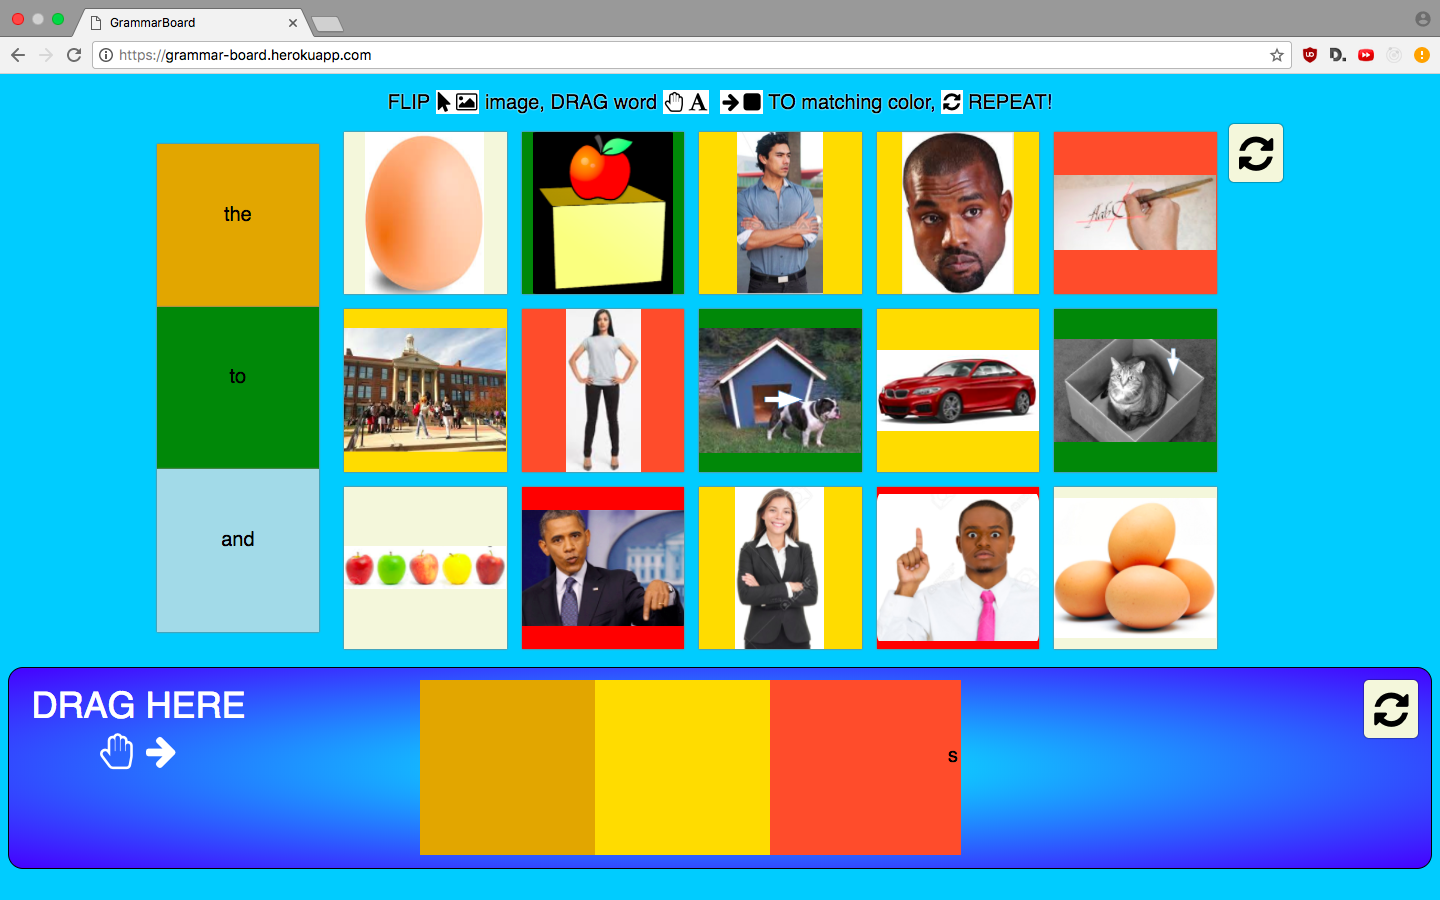 GrammarBoard
https://grammar-board.herokuapp.com
FLIP image, DRAG word A TO matching color, REPEAT!
the
to
and
DRAG HERE
s